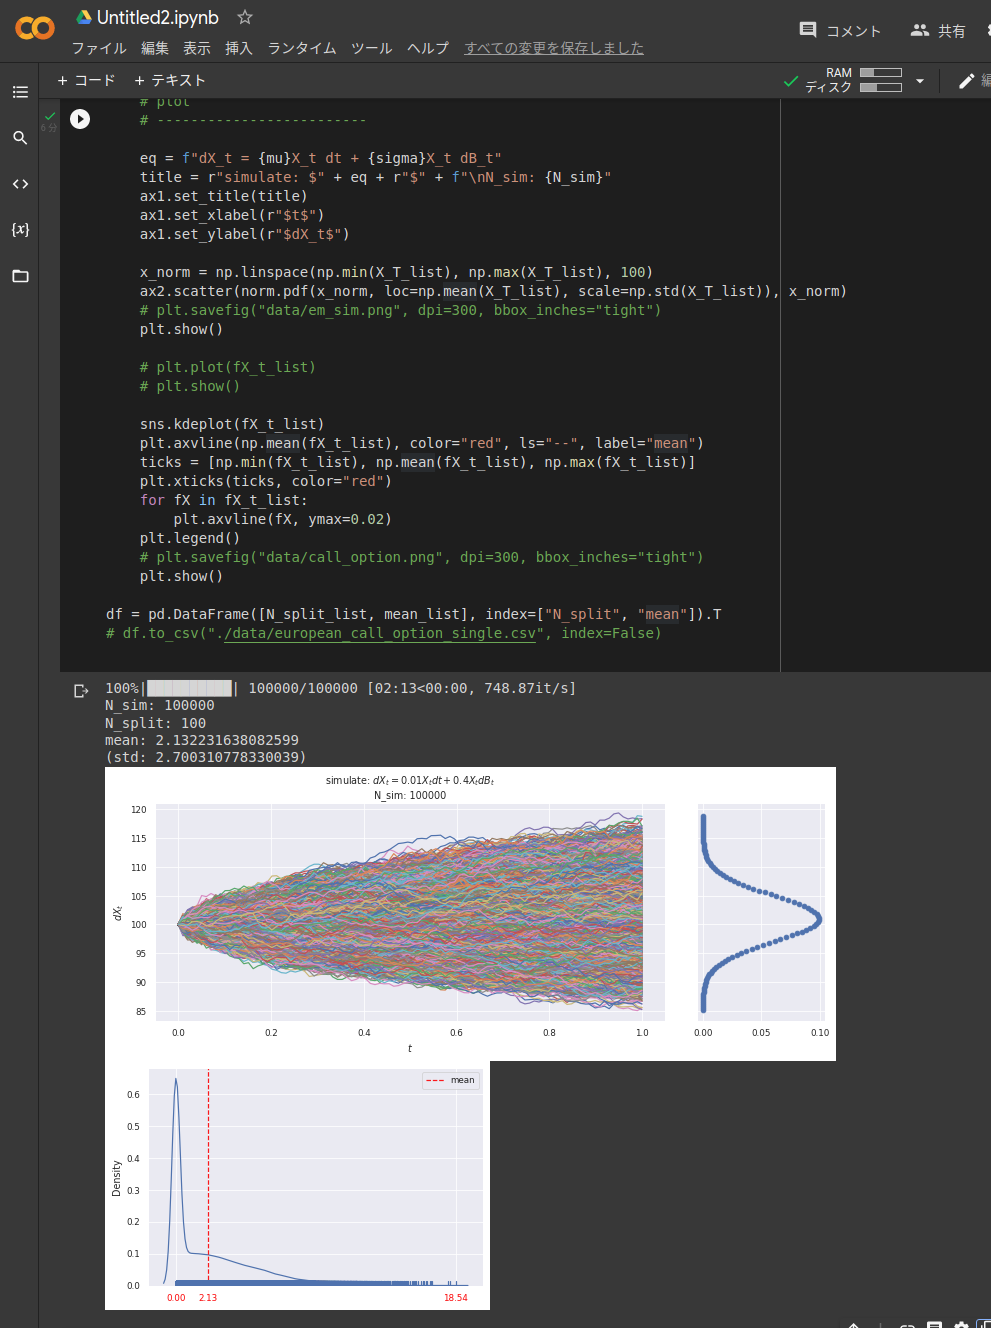 Untitled2.ipynb
ファイル 編集 表示 挿入 ランタイム ツール ヘルプ すべての変更を保存しました
コメント 共有
+ コード + テキスト
RAM
ディスク
編
6 分
# plot
# -------------------------
eq = f"dX_t = {mu}X_t dt + {sigma}X_t dB_t"
title = r"simulate: $" + eq + r"$" + f"\nN_sim: {N_sim}"
ax1.set_title(title)
ax1.set_xlabel(r"$t$")
ax1.set_ylabel(r"$dX_t$")
x_norm = np.linspace(np.min(X_T_list), np.max(X_T_list), 100)
ax2.scatter(norm.pdf(x_norm, loc=np.mean(X_T_list), scale=np.std(X_T_list)), x_norm)
# plt.savefig("data/em_sim.png", dpi=300, bbox_inches="tight")
plt.show()
# plt.plot(fX_t_list)
# plt.show()
sns.kdeplot(fX_t_list)
plt.axvline(np.mean(fX_t_list), color="red", ls="--", label="mean")
ticks = [np.min(fX_t_list), np.mean(fX_t_list), np.max(fX_t_list)]
plt.xticks(ticks, color="red")
for fX in fX_t_list:
plt.axvline(fX, ymax=0.02)
plt.legend()
# plt.savefig("data/call_option.png", dpi=300, bbox_inches="tight")
plt.show()
df = pd.DataFrame([N_split_list, mean_list], index=["N_split", "mean"]).T
# df.to_csv("./data/european_call_option_single.csv", index=False)
100%|██████████| 100000/100000 [02:13<00:00, 748.87it/s]
N_sim: 100000
N_split: 100
mean: 2.132231638082599
(std: 2.700310778330039)
simulate: dXₜ = 0.01Xₜdt + 0.4XₜdBₜ
N_sim: 100000
120
115
110
105
100
95
90
85
dXₜ
0.0 0.2 0.4 0.6 0.8 1.0
t
0.00 0.05 0.10
mean
0.6
0.5
0.4
0.3
0.2
0.1
0.0
Density
0.00 2.13 18.54